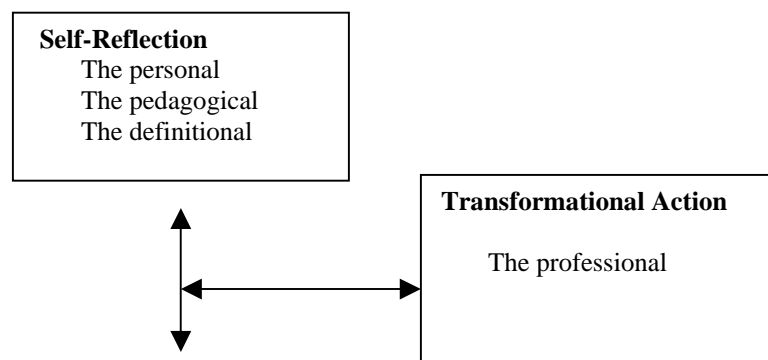 Self-Reflection
The personal
The pedagogical
The definitional
Transformational Action
The professional